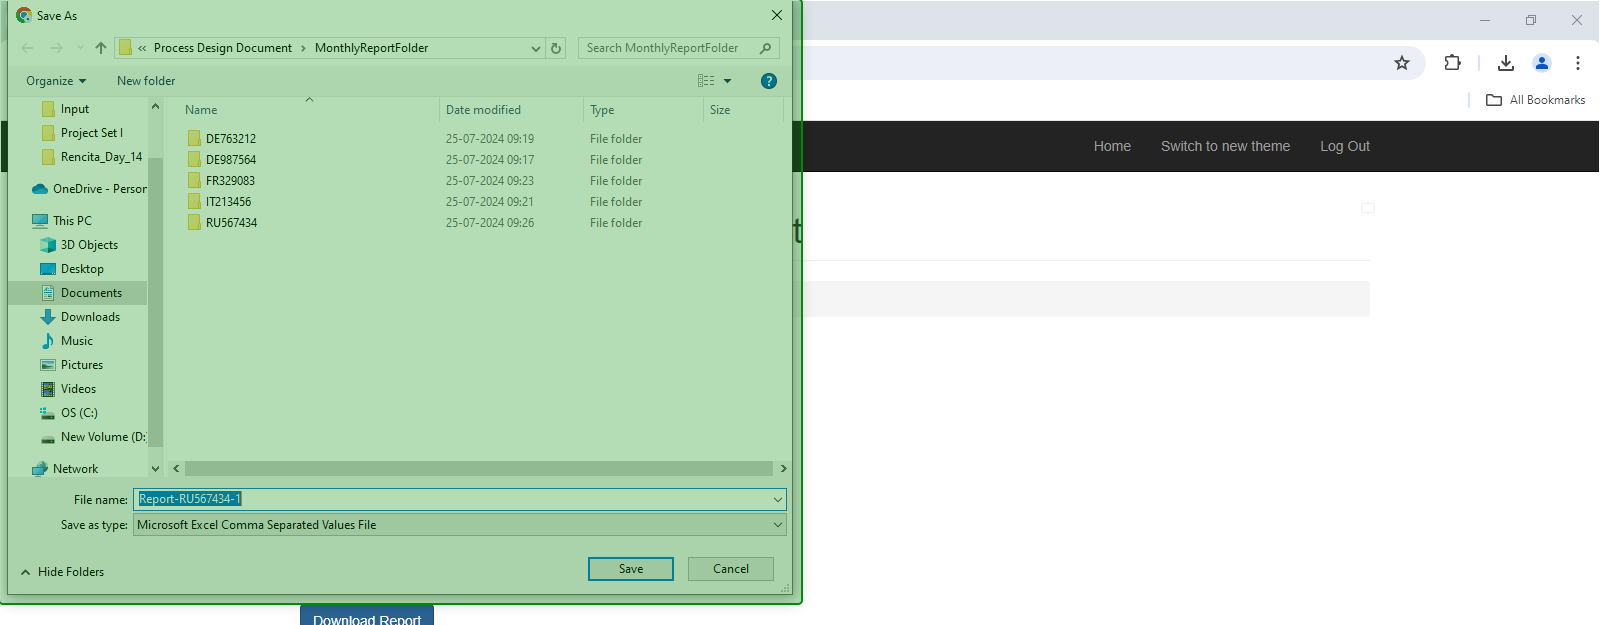 Save As
« Process Design Document › MonthlyReportFolder
Search MonthlyReportFolder
Organize
New folder
Name
Date modified
Type
Size
Input
Project Set I
Rencita_Day_14
OneDrive - Person
This PC
3D Objects
Desktop
Documents
Downloads
Music
Pictures
Videos
OS (C:)
New Volume (D:
Network
DE763212 25-07-2024 09:19 File folder
DE987564 25-07-2024 09:17 File folder
FR329083 25-07-2024 09:23 File folder
IT213456 25-07-2024 09:21 File folder
RU567434 25-07-2024 09:26 File folder
File name: Report-RU567434-1
Save as type: Microsoft Excel Comma Separated Values File
Hide Folders
Save
Cancel
All Bookmarks
Home
Switch to new theme
Log Out
t
Download Report